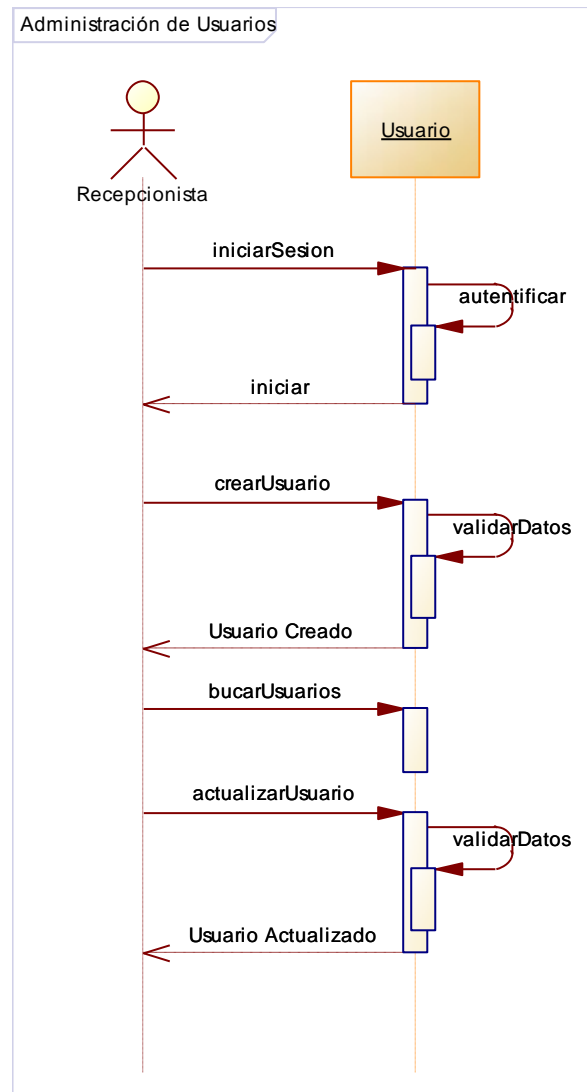 Administración de Usuarios
Usuario
Recepcionista
iniciarSesion
autentificar
iniciar
crearUsuario
validarDatos
Usuario Creado
bucarUsuarios
actualizarUsuario
validarDatos
Usuario Actualizado